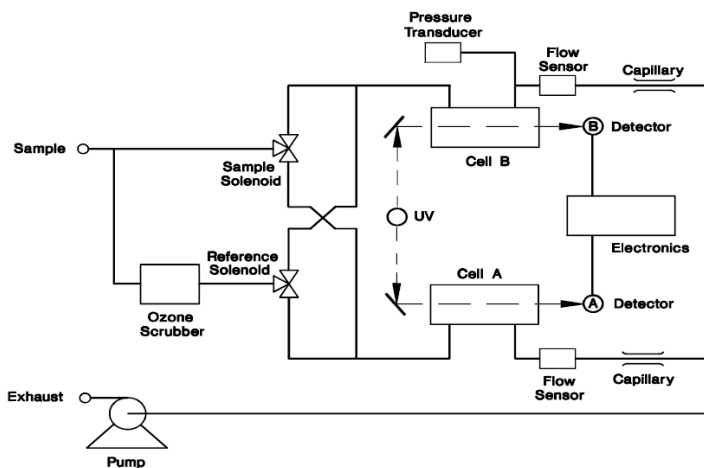 Pressure
Transducer
Flow
Sensor
Capillary
Sample
Sample
Solenoid
B
Detector
Cell B
UV
Electronics
Reference
Solenoid
Cell A
A
Detector
Ozone
Scrubber
Flow
Sensor
Capillary
Exhaust
Pump